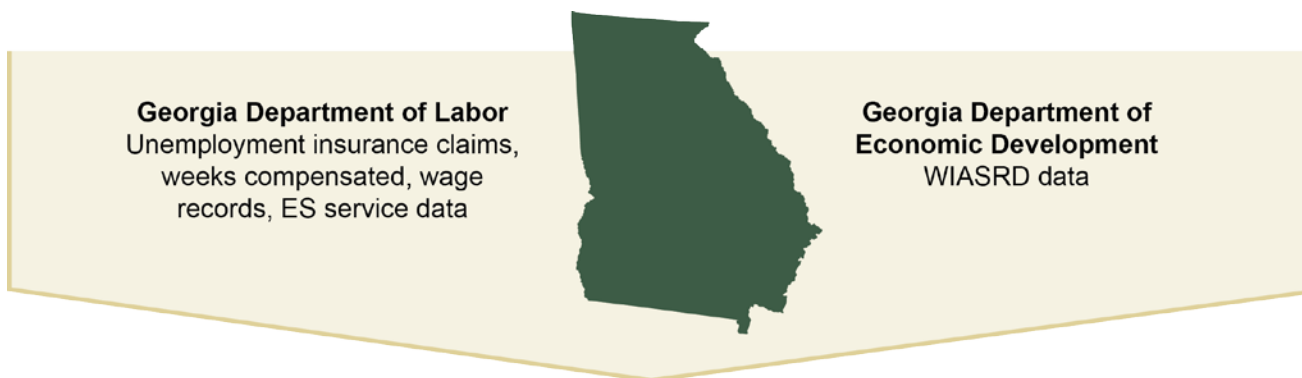 Georgia Department of Labor
Unemployment insurance claims,
weeks compensated, wage
records, ES service data
Georgia Department of
Economic Development
WIASRD data